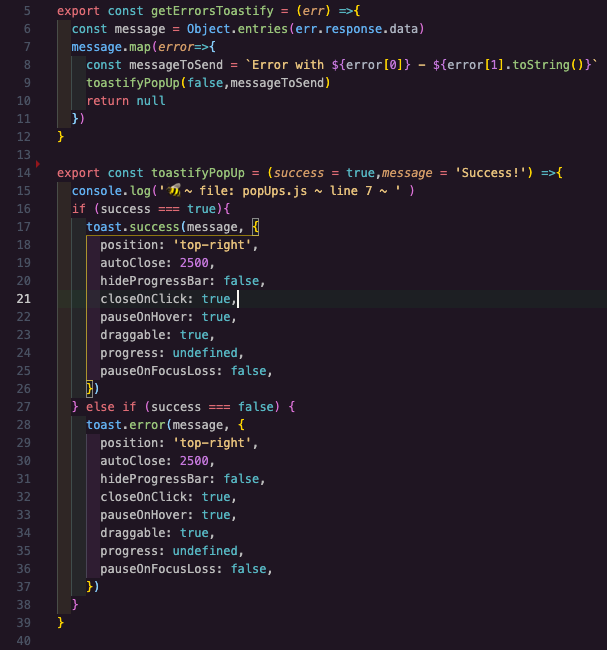 5 export const getErrorsToastify = (err) =>{
6 const message = Object.entries(err.response.data)
7 message.map(error=>{
8 const messageToSend = `Error with ${error[0]} - ${error[1].toString()}`
9 toastifyPopUp(false,messageToSend)
10 return null
11 })
12 }
13
14 export const toastifyPopUp = (success = true,message = 'Success!') =>{
15 console.log('🐝 ~ file: popUps.js ~ line 7 ~ ' )
16 if (success === true){
17 toast.success(message, {
18 position: 'top-right',
19 autoClose: 2500,
20 hideProgressBar: false,
21 closeOnClick: true,
22 pauseOnHover: true,
23 draggable: true,
24 progress: undefined,
25 pauseOnFocusLoss: false,
26 })
27 } else if (success === false) {
28 toast.error(message, {
29 position: 'top-right',
30 autoClose: 2500,
31 hideProgressBar: false,
32 closeOnClick: true,
33 pauseOnHover: true,
34 draggable: true,
35 progress: undefined,
36 pauseOnFocusLoss: false,
37 })
38 }
39 }
40